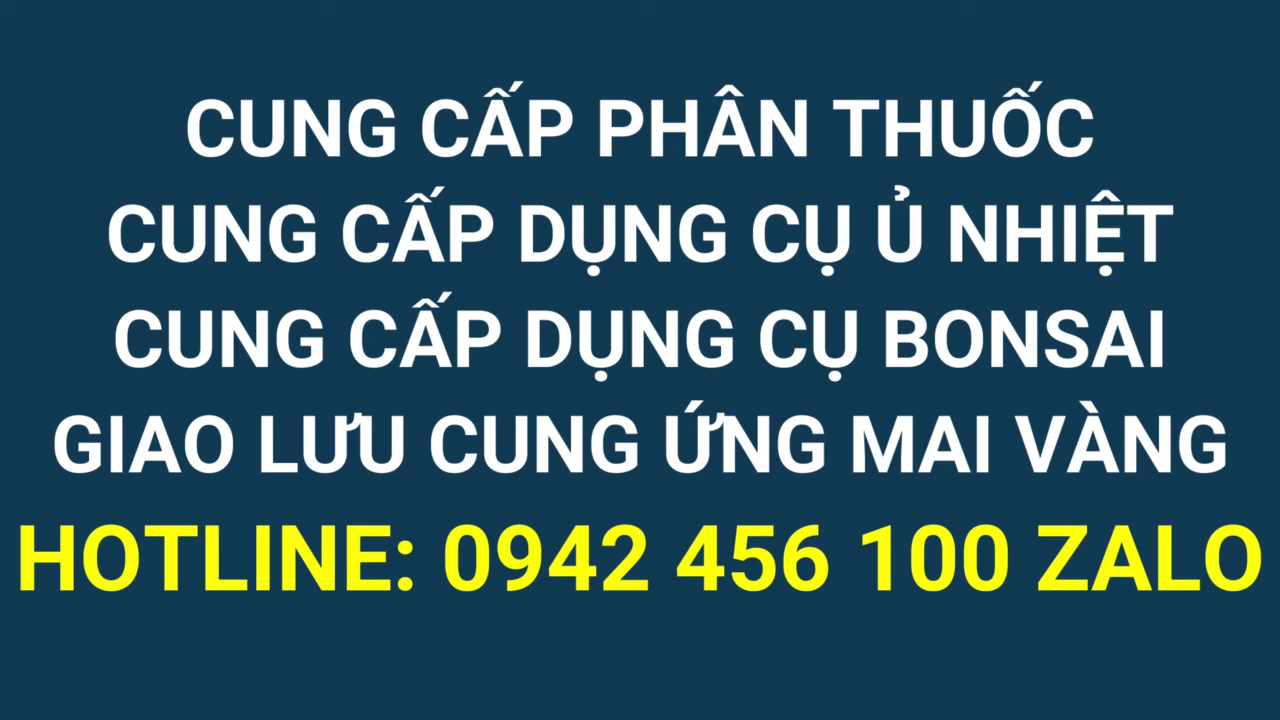 CUNG CẤP PHÂN THUỐC
CUNG CẤP DỤNG CỤ Ủ NHIỆT
CUNG CẤP DỤNG CỤ BONSAI
GIAO LƯU CUNG ỨNG MAI VÀNG
HOTLINE: 0942 456 100 ZALO